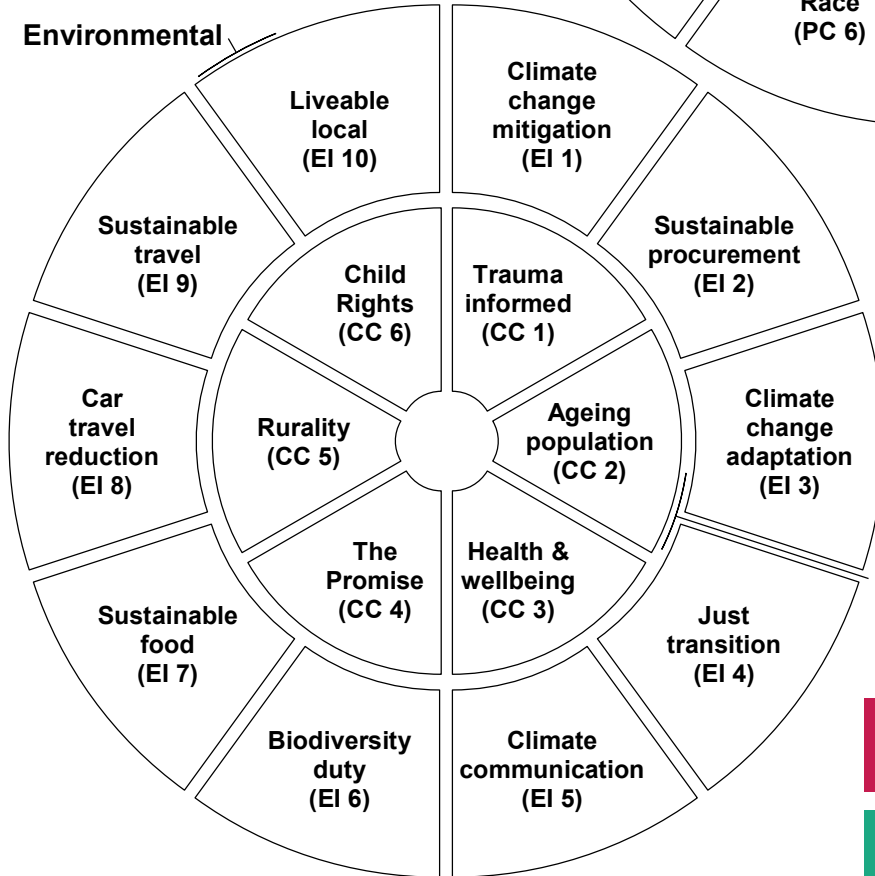 Race
(PC 6)
Environmental
Liveable
local
(EI 10)
Climate
change
mitigation
(EI 1)
Sustainable
procurement
(EI 2)
Climate
change
adaptation
(EI 3)
Just
transition
(EI 4)
Climate
communication
(EI 5)
Biodiversity
duty
(EI 6)
Sustainable
food
(EI 7)
Car
travel
reduction
(EI 8)
Sustainable
travel
(EI 9)
Trauma
informed
(CC 1)
Ageing
population
(CC 2)
Health &
wellbeing
(CC 3)
The
Promise
(CC 4)
Rurality
(CC 5)
Child
Rights
(CC 6)